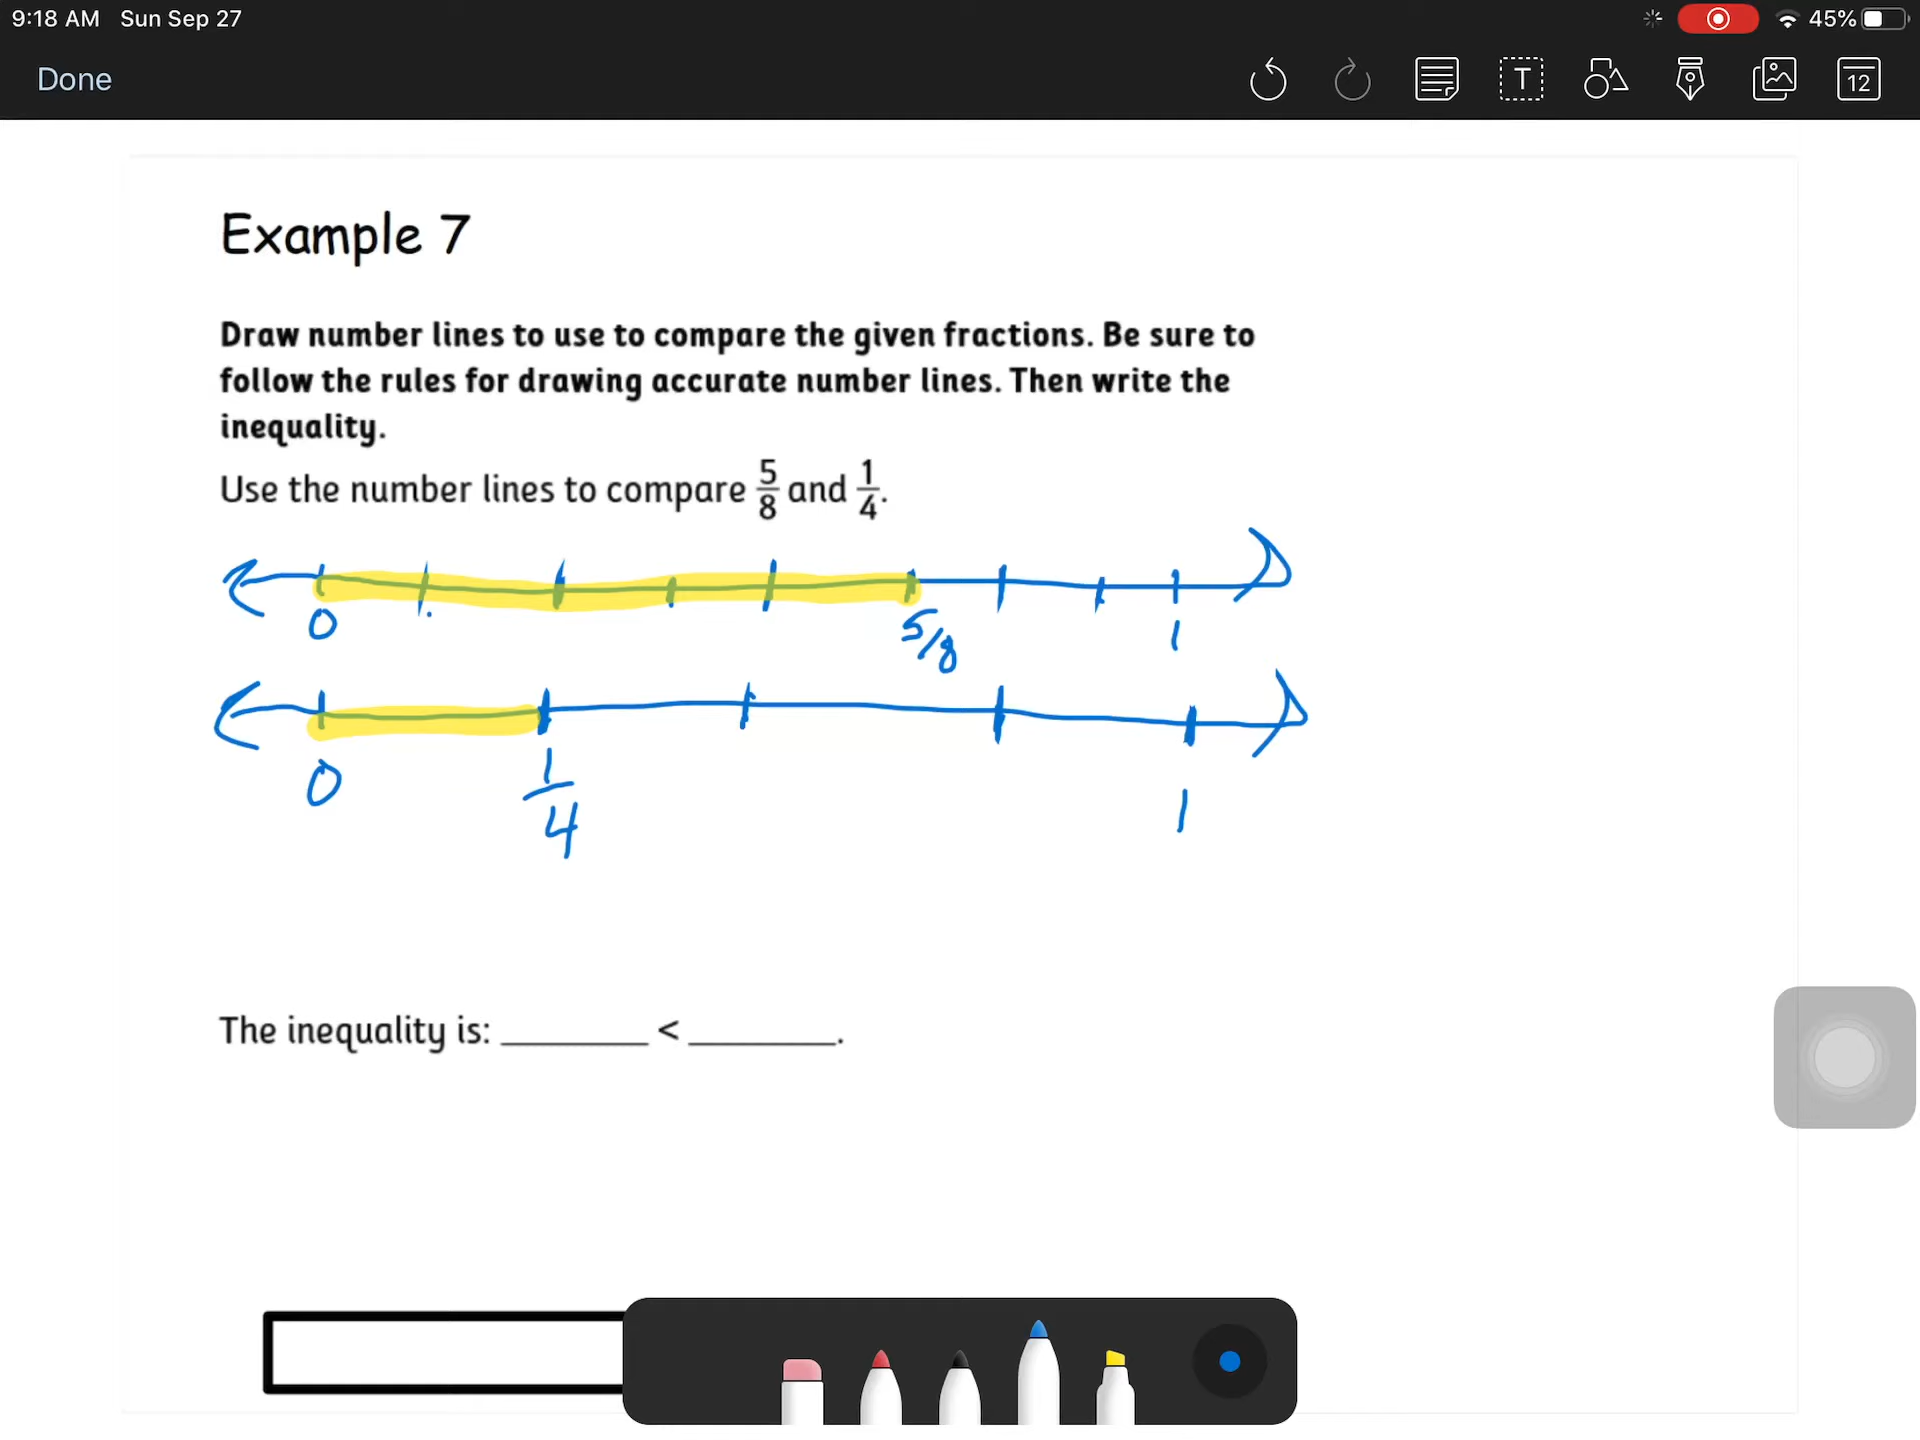 9:18 AM Sun Sep 27 45%
Done T 12
Example 7
Draw number lines to use to compare the given fractions. Be sure to
follow the rules for drawing accurate number lines. Then write the
inequality.
Use the number lines to compare 5/8 and 1/4.
0 5/8 1
0 1/4 1
The inequality is: ________ < ________.